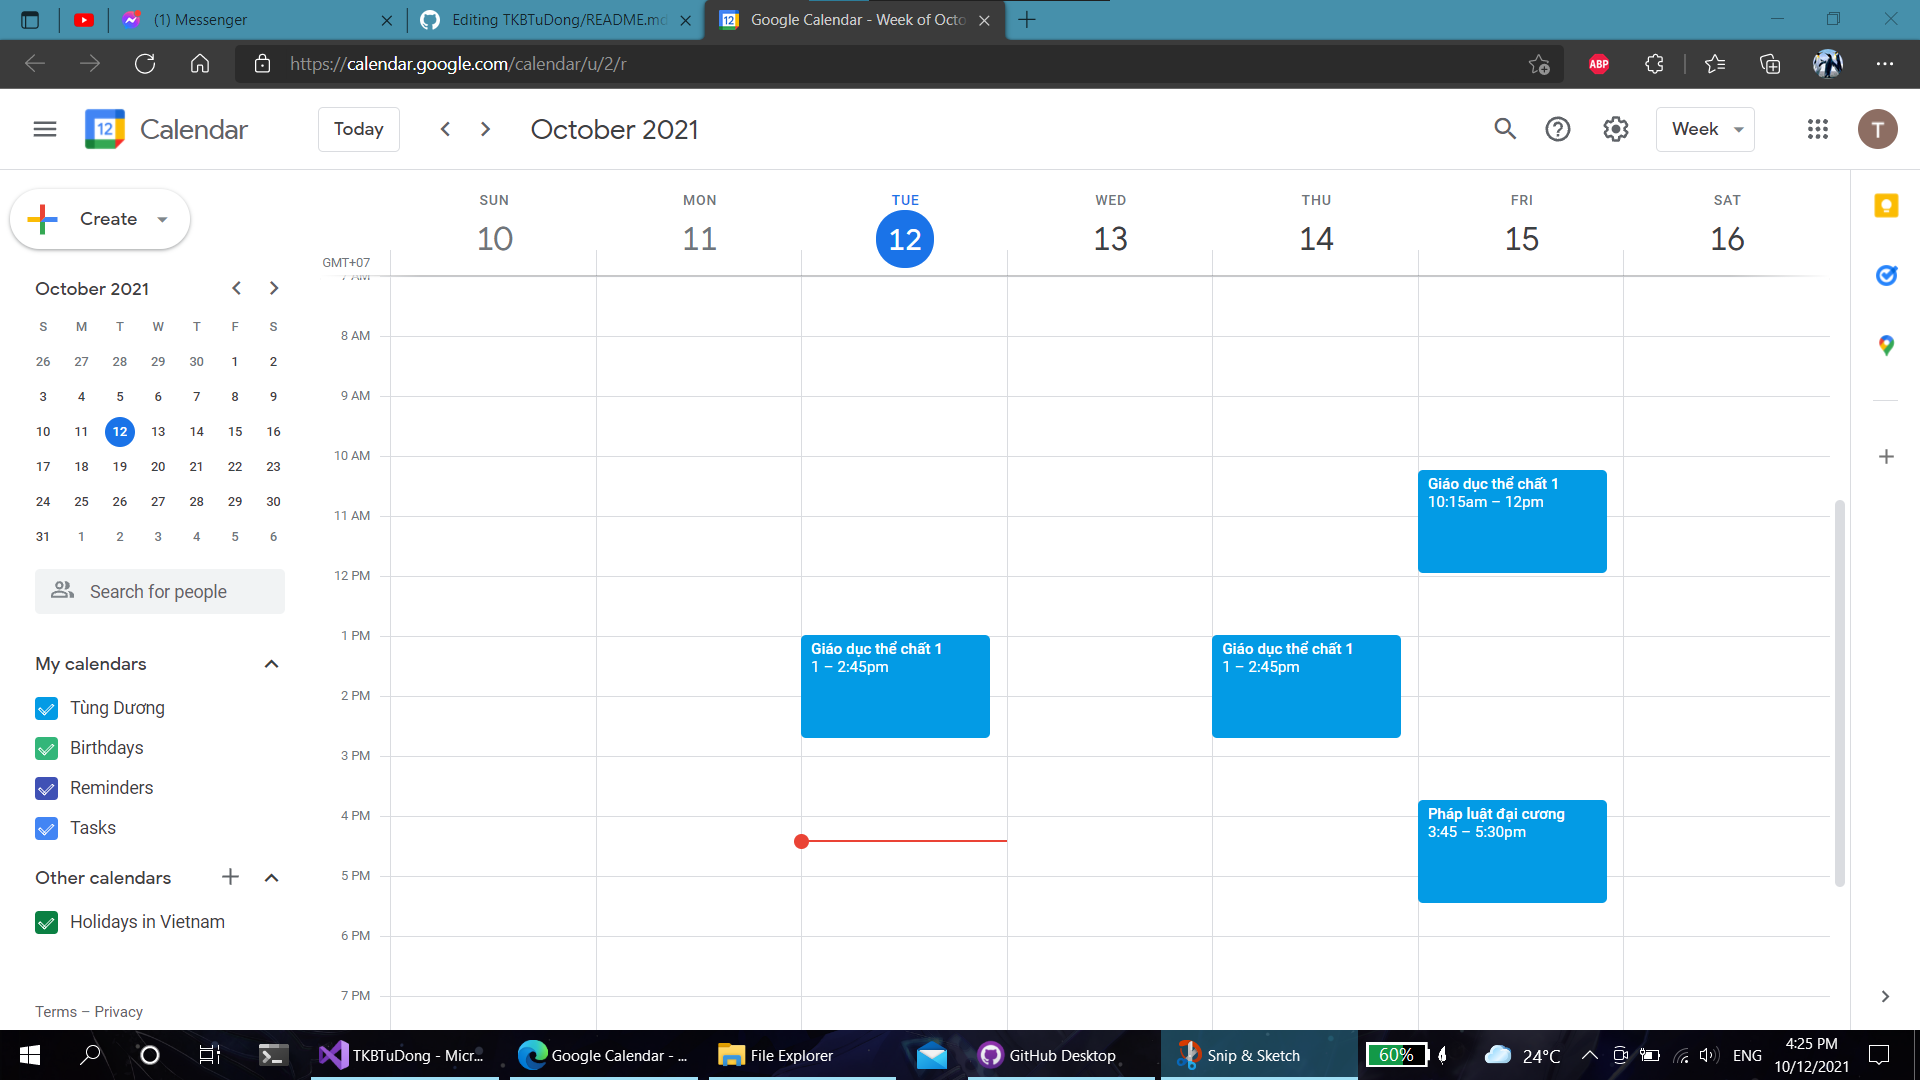 (1) Messenger
Editing TKBTuDong/README.md
Google Calendar - Week of Octo
https://calendar.google.com/calendar/u/2/r
ABP
12
Calendar
Today
October 2021
Week
T
Create
SUN
MON
TUE
WED
THU
FRI
SAT
10
11
12
13
14
15
16
GMT+07
October 2021
S M T W T F S
26 27 28 29 30 1 2
3 4 5 6 7 8 9
10 11 12 13 14 15 16
17 18 19 20 21 22 23
24 25 26 27 28 29 30
31 1 2 3 4 5 6
Search for people
My calendars
Tùng Dương
Birthdays
Reminders
Tasks
Other calendars
Holidays in Vietnam
Terms – Privacy
7 AM
8 AM
9 AM
10 AM
11 AM
12 PM
1 PM
2 PM
3 PM
4 PM
5 PM
6 PM
7 PM
Giáo dục thể chất 1
1 – 2:45pm
Giáo dục thể chất 1
1 – 2:45pm
Giáo dục thể chất 1
10:15am – 12pm
Pháp luật đại cương
3:45 – 5:30pm
TKBTuDong - Micr...
Google Calendar - ...
File Explorer
GitHub Desktop
Snip & Sketch
60%
24°C
ENG
4:25 PM
10/12/2021